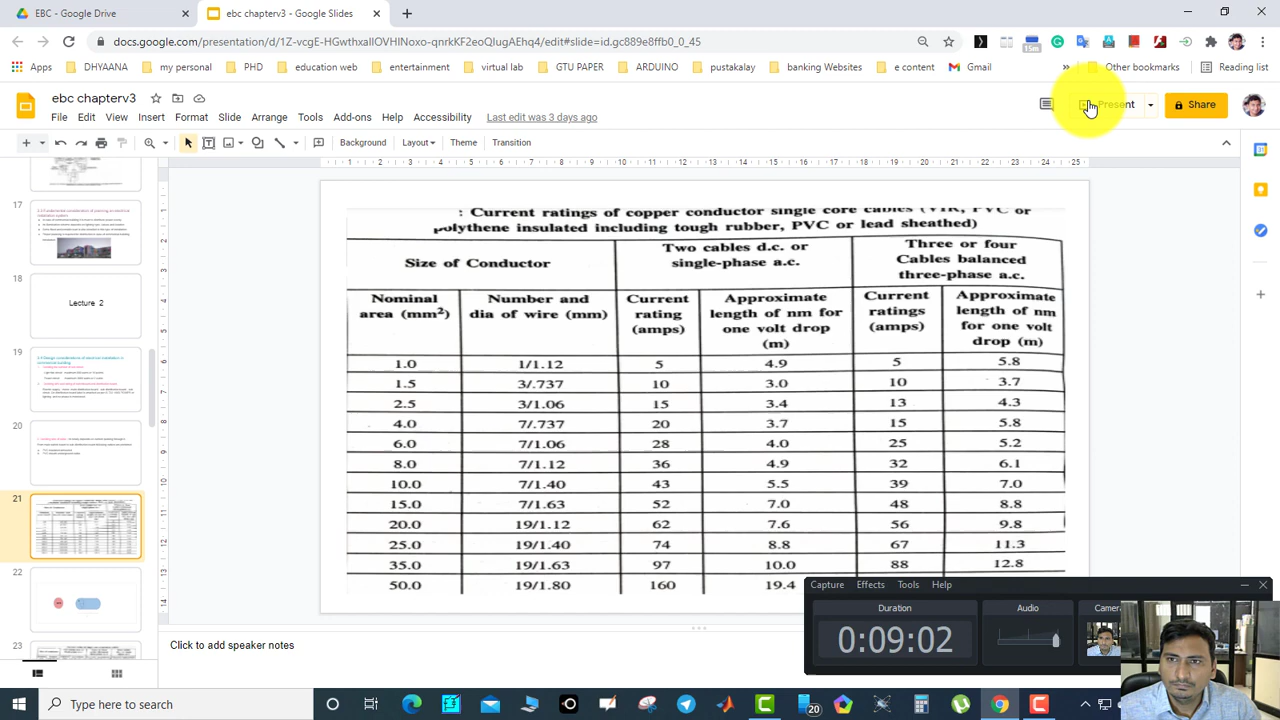 EBC - Google Drive
ebc chapterv3 - Google Slides
docs.google.com/presentation/d/1Z-vzgE-HGwthxalIOVHINoxo-qnrkKF2eoQIugAEhq4/edit#slide=id.gc889e8ffb0_0_45
15m
Apps DHYAANA my personal PHD education web entertainment virtual lab GTU PAPER ARDUINO pustakalay banking Websites e content Gmail » Other bookmarks Reading list
ebc chapterv3
Present
Share
File Edit View Insert Format Slide Arrange Tools Add-ons Help Accessibility Last edit was 3 days ago
Background Layout Theme Transition
17
18
Lecture 2
19
20
21
22
23
: Current ratings of copper conductor single core cables (VIR, PVC or
polythene insulated including tough rubber, PVC or lead sheathed)
Size of Conductor
Two cables d.c. or
single-phase a.c.
Three or four
Cables balanced
three-phase a.c.
Nominal
area (mm²)
Number and
dia of wire (mm)
Current
rating
(amps)
Approximate
length of nm for
one volt drop
(m)
Current
ratings
(amps)
Approximate
length of nm
for one volt
drop (m)
1.0 1/1.12 5 4.9 5 5.8
1.5 3/.737 10 3.0 10 3.7
2.5 3/1.06 15 3.4 13 4.3
4.0 7/.737 20 3.7 15 5.8
6.0 7/1.06 28 4.0 25 5.2
8.0 7/1.12 36 4.9 32 6.1
10.0 7/1.40 43 5.5 39 7.0
15.0 7/1.63 52 7.0 48 8.8
20.0 19/1.12 62 7.6 56 9.8
25.0 19/1.40 74 8.8 67 11.3
35.0 19/1.63 97 10.0 88 12.8
50.0 19/1.80 160 19.4
Click to add speaker notes
Capture Effects Tools Help
Duration
Audio
Camera
0:09:02
Type here to search
20